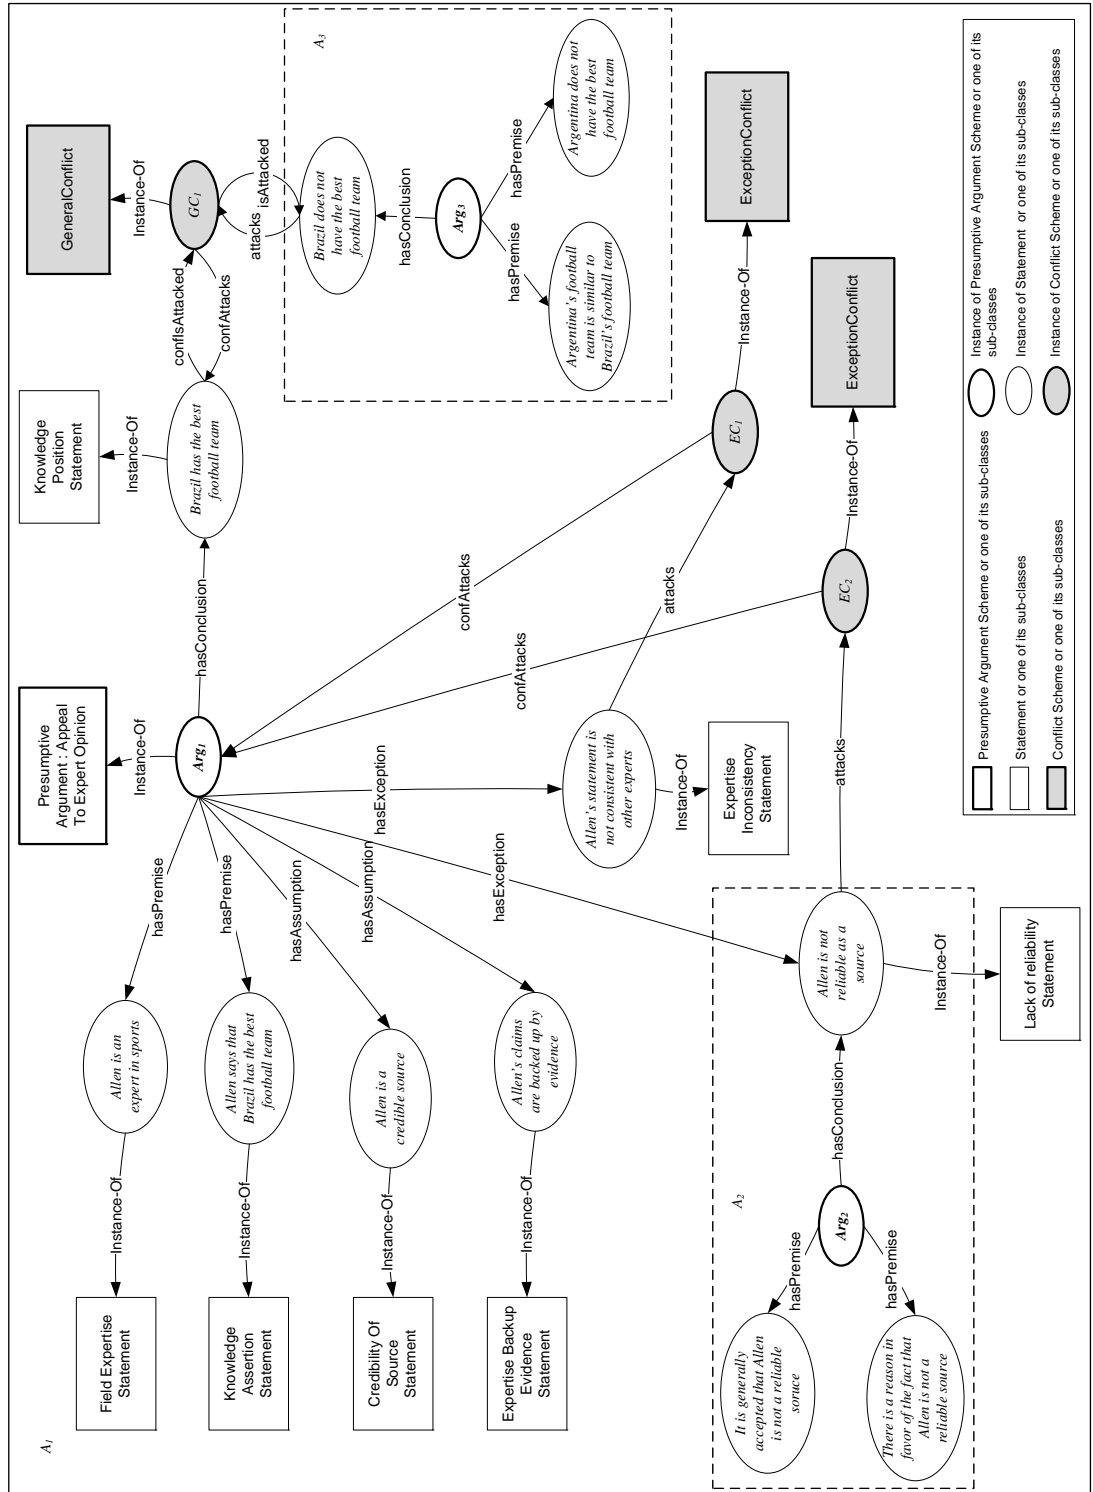 A1
Field Expertise
Statement
Knowledge
Assertion
Statement
Credibility Of
Source
Statement
Expertise Backup
Evidence
Statement
Instance-Of
Instance-Of
Instance-Of
Instance-Of
Allen is an
expert in sports
Allen says that
Brazil has the best
football team
Allen is a
credible source
Allen's claims
are backed up by
evidence
hasPremise
hasPremise
hasAssumption
hasAssumption
hasException
hasException
Presumptive
Argument : Appeal
To Expert Opinion
Instance-Of
Arg1
hasConclusion
Knowledge
Position
Statement
Instance-Of
Brazil has the best
football team
confIsAttacked
confAttacks
GeneralConflict
Instance-Of
GC1
attacks
isAttacked
A3
Brazil does not
have the best
football team
hasConclusion
Arg3
hasPremise
hasPremise
Argentina's football
team is similar to
Brazil's football team
Argentina does not
have the best
football team
Allen's statement is
not consistent with
other experts
Instance-Of
Expertise
Inconsistency
Statement
attacks
confAttacks
EC1
Instance-Of
ExceptionConflict
confAttacks
EC2
Instance-Of
ExceptionConflict
attacks
A2
It is generally
accepted that Allen
is not a reliable
soruce
There is a reason in
favor of the fact that
Allen is not a
reliable source
hasPremise
hasPremise
Arg2
hasConclusion
Allen is not
reliable as a
source
Instance-Of
Lack of reliability
Statement
Presumptive Argument Scheme or one of its sub-classes
Statement or one of its sub-classes
Conflict Scheme or one of its sub-classes
Instance of Presumptive Argument Scheme or one of its
sub-classes
Instance of Statement or one of its sub-classes
Instance of Conflict Scheme or one of its sub-classes